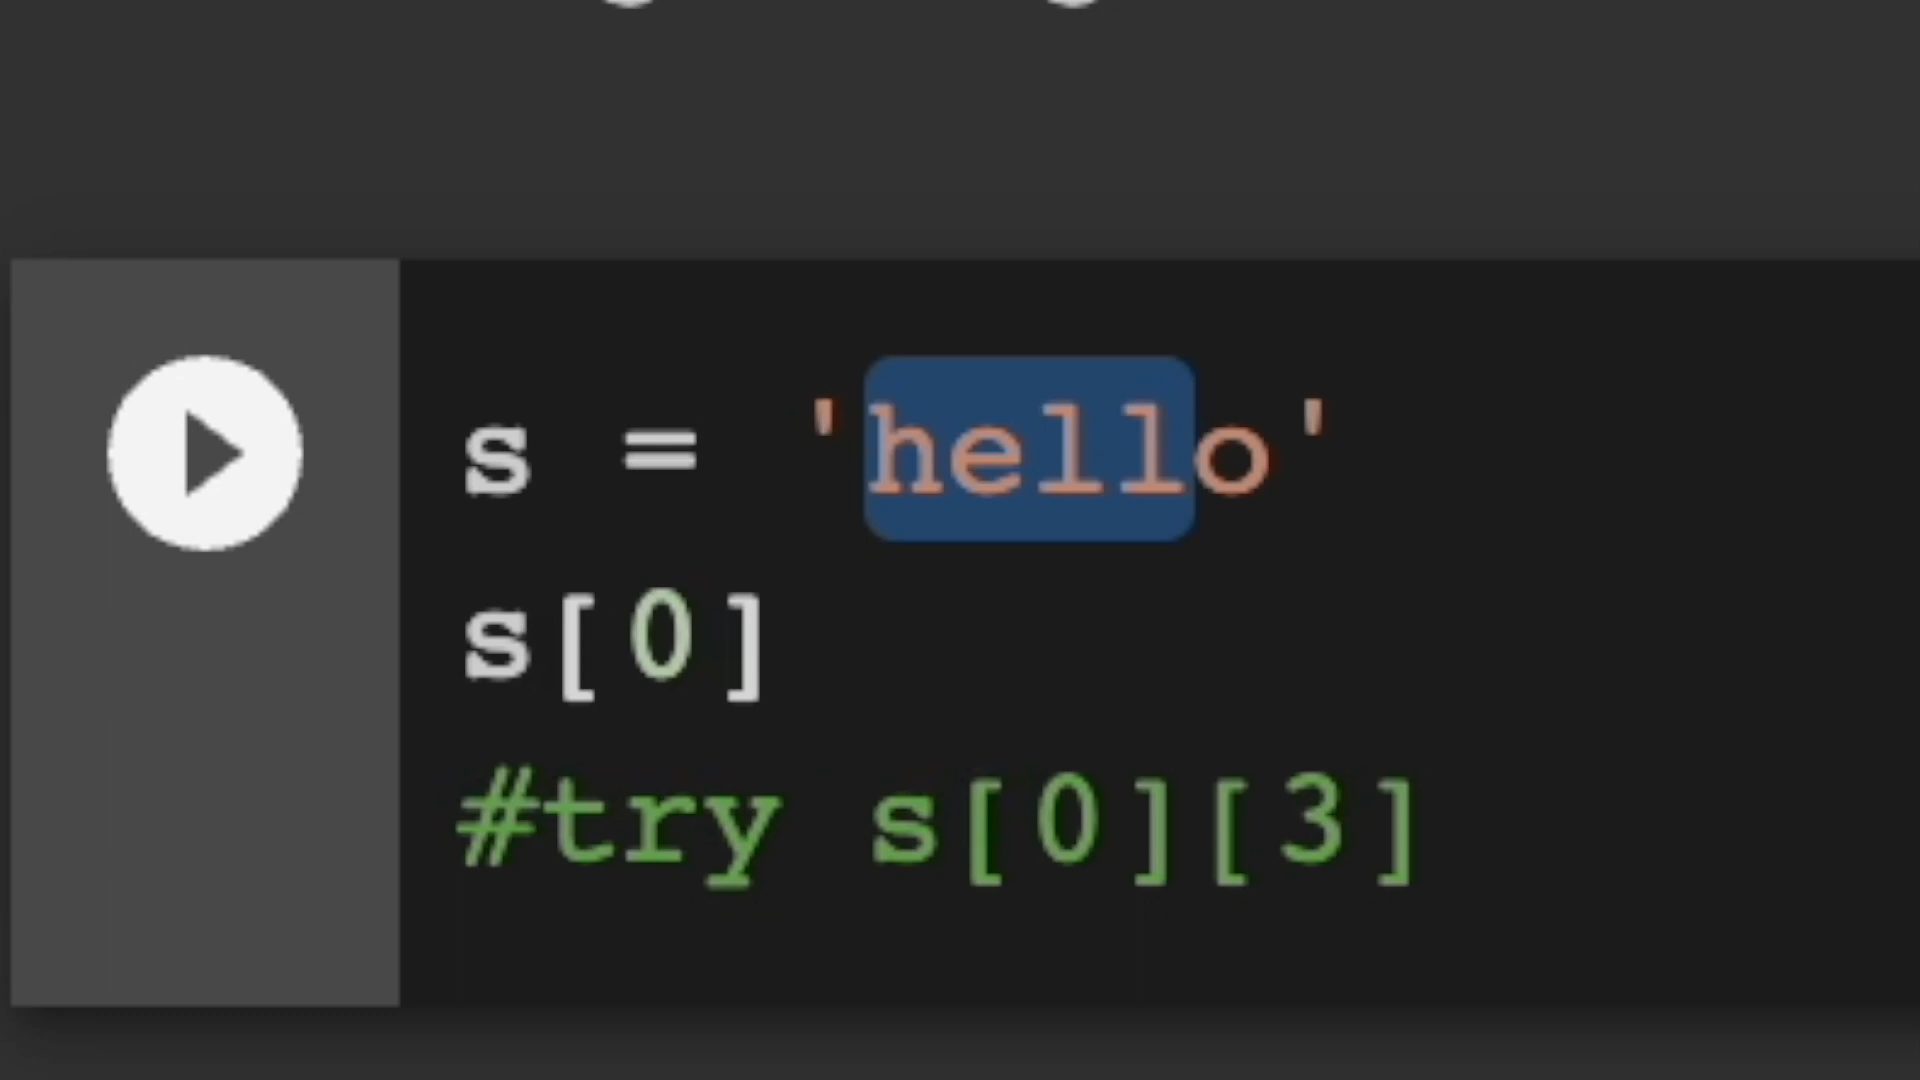 s = 'hello'
s[0]
#try s[0][3]